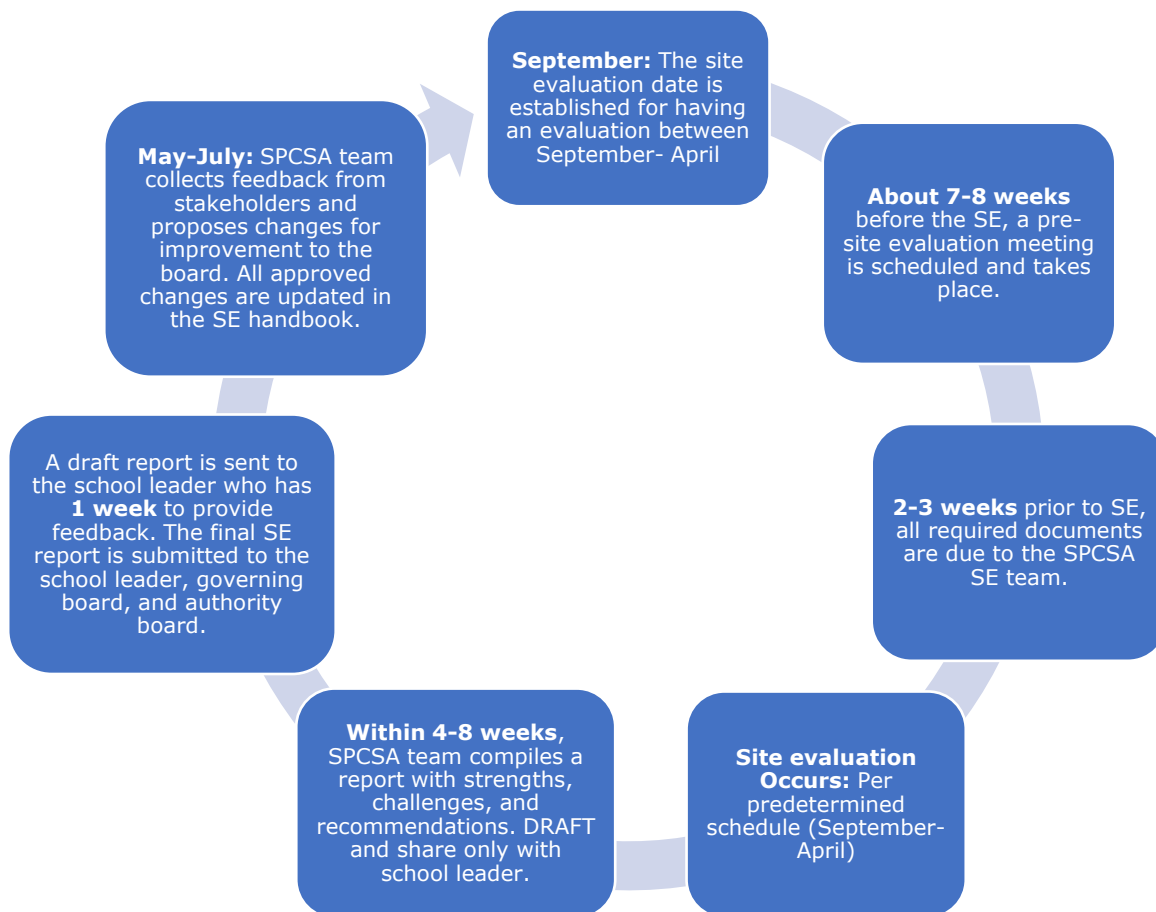 September: The site
evaluation date is
established for having
an evaluation between
September- April
About 7-8 weeks
before the SE, a pre-
site evaluation meeting
is scheduled and takes
place.
2-3 weeks prior to SE,
all required documents
are due to the SPCSA
SE team.
Site evaluation
Occurs: Per
predetermined
schedule (September-
April)
Within 4-8 weeks,
SPCSA team compiles a
report with strengths,
challenges, and
recommendations. DRAFT
and share only with
school leader.
A draft report is sent to
the school leader who has
1 week to provide
feedback. The final SE
report is submitted to the
school leader, governing
board, and authority
board.
May-July: SPCSA team
collects feedback from
stakeholders and
proposes changes for
improvement to the
board. All approved
changes are updated in
the SE handbook.